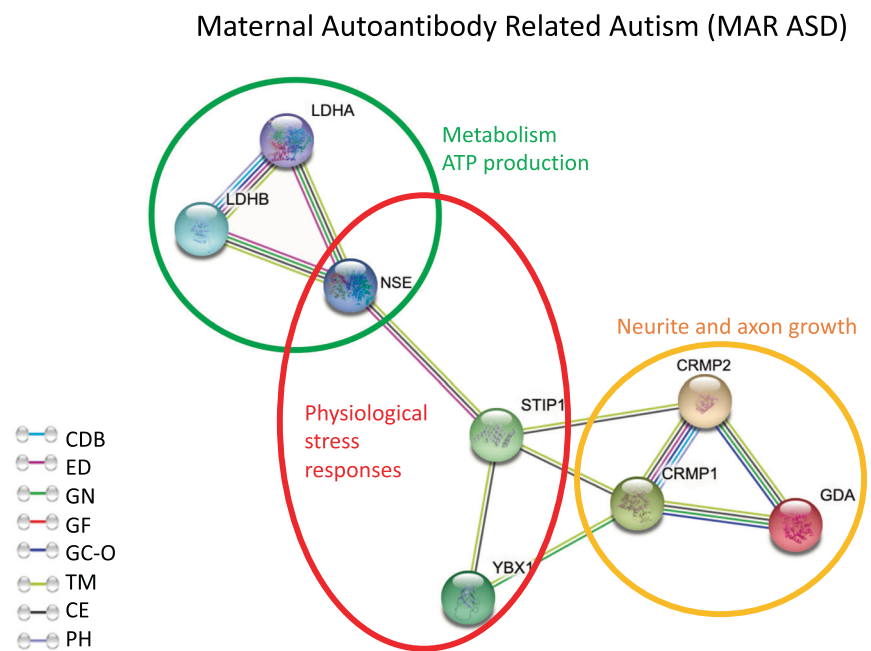 Maternal Autoantibody Related Autism (MAR ASD)
LDHA
Metabolism
ATP production
LDHB
NSE
Neurite and axon growth
CRMP2
Physiological
stress
responses
STIP1
CRMP1
GDA
YBX1
CDB
ED
GN
GF
GC-O
TM
CE
PH